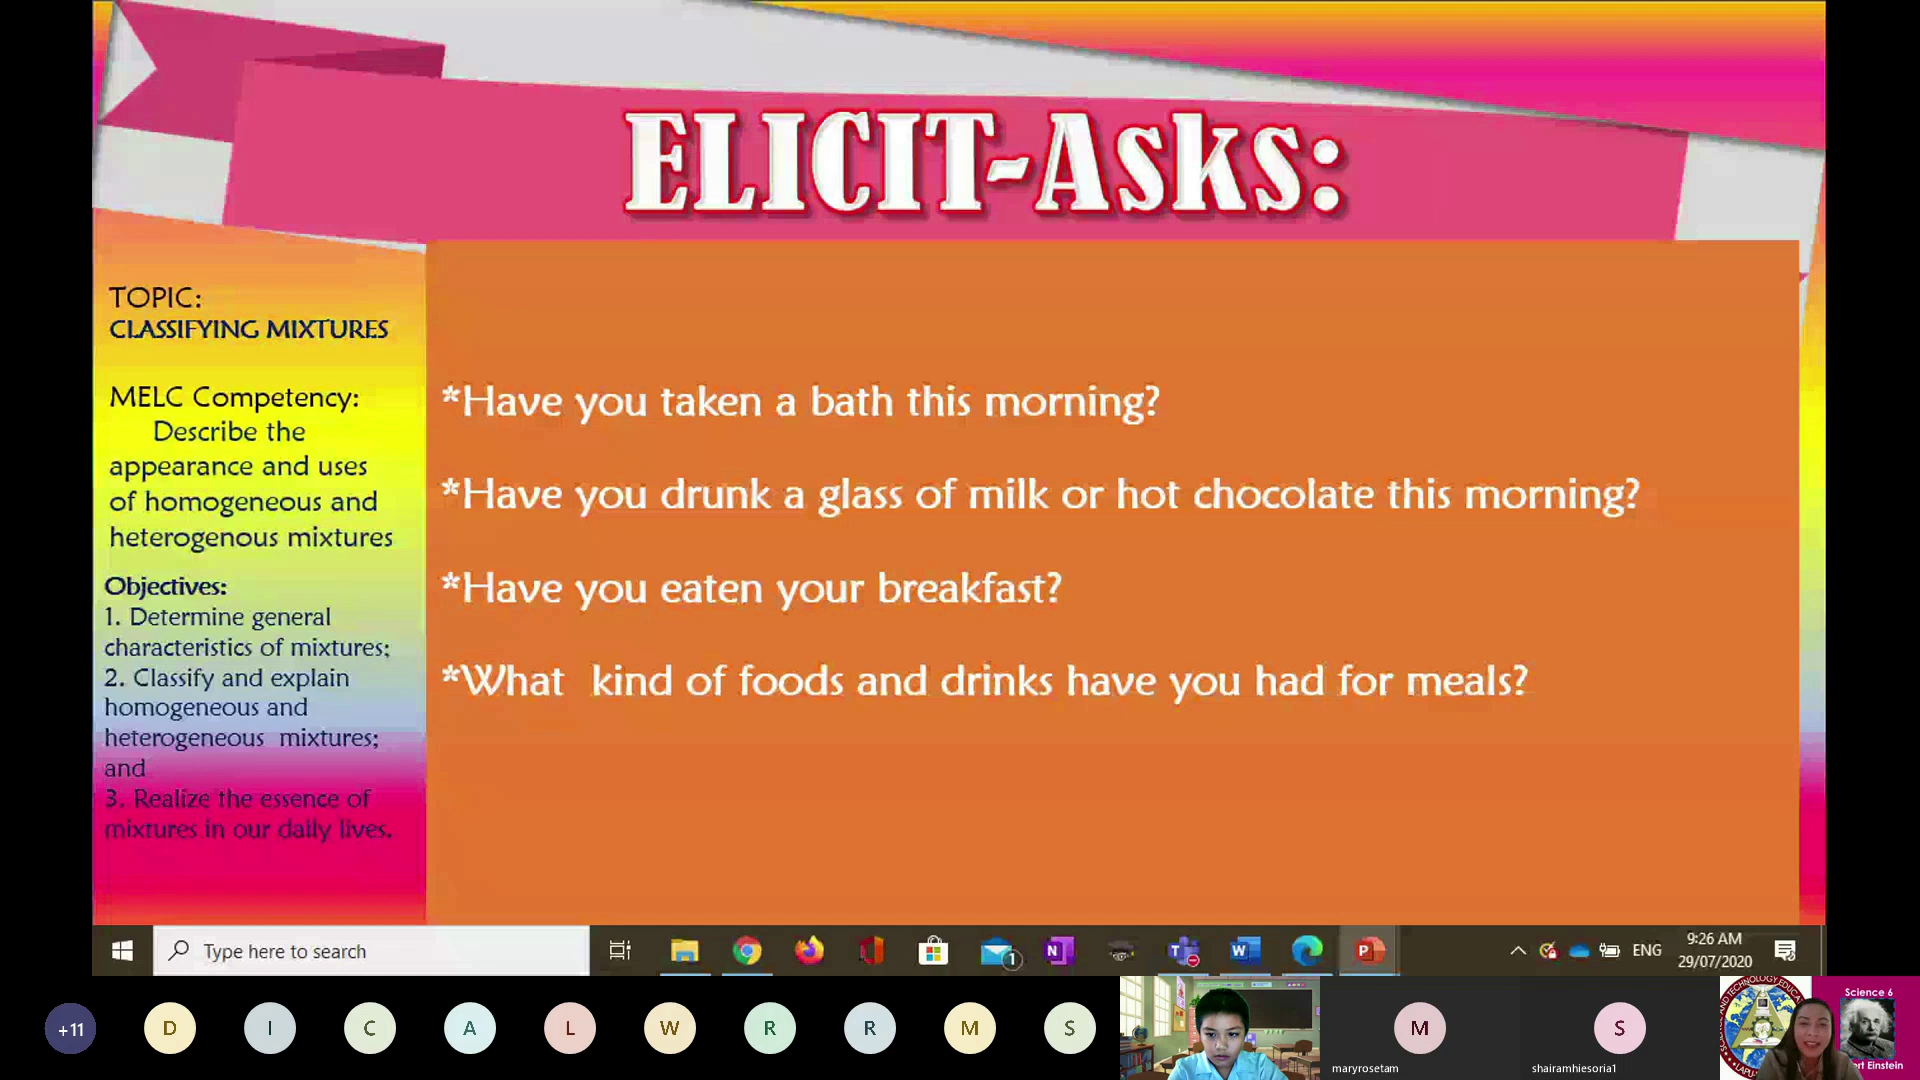 ELICIT-Asks:
TOPIC:
CLASSIFYING MIXTURES
MELC Competency:
Describe the
appearance and uses
of homogeneous and
heterogenous mixtures
Objectives:
1. Determine general
characteristics of mixtures;
2. Classify and explain
homogeneous and
heterogeneous mixtures;
and
3. Realize the essence of
mixtures in our daily lives.
*Have you taken a bath this morning?
*Have you drunk a glass of milk or hot chocolate this morning?
*Have you eaten your breakfast?
*What kind of foods and drinks have you had for meals?
Type here to search
1
ENG
9:26 AM
29/07/2020
+11
D
I
C
A
L
W
R
R
M
S
M
maryrosetam
S
shairamhiesoria1
Science 6
Einstein